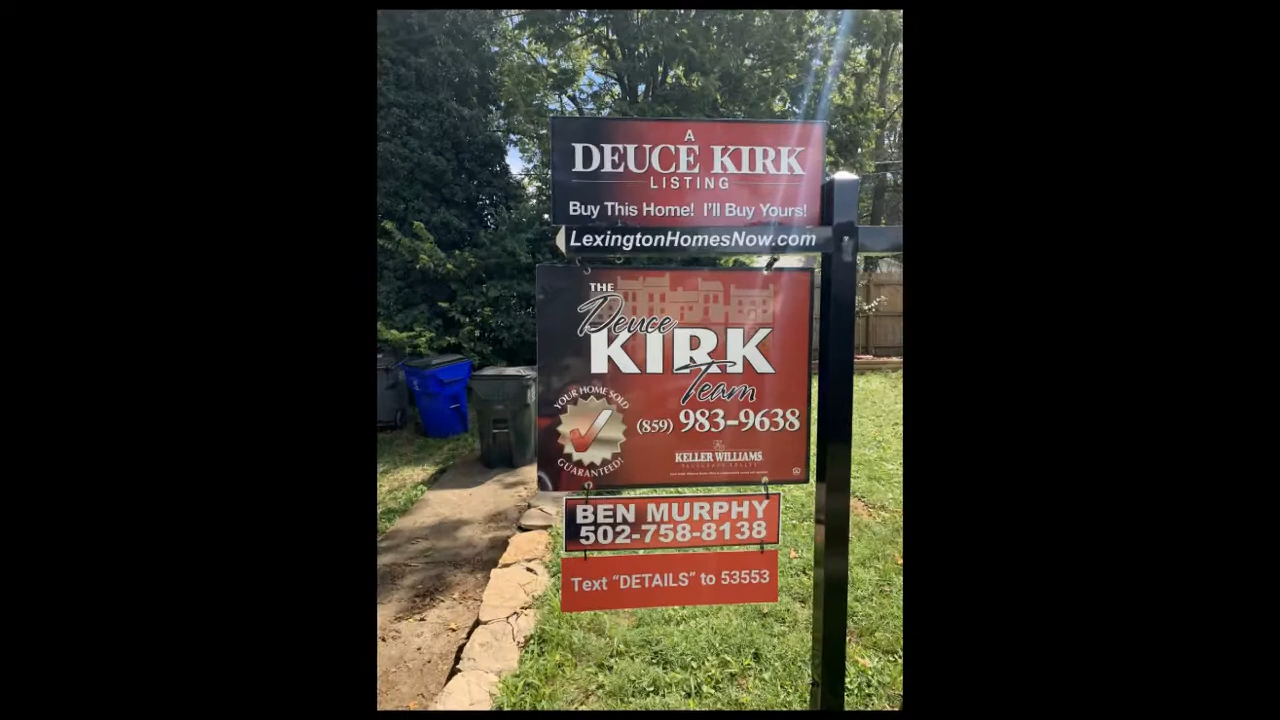 A
DEUCE KIRK
LISTING
Buy This Home! I'll Buy Yours!
LexingtonHomesNow.com
THE
Deuce
KIRK
Team
YOUR HOME SOLD
GUARANTEED!
(859) 983-9638
KELLER WILLIAMS
BEN MURPHY
502-758-8138
Text “DETAILS” to 53553